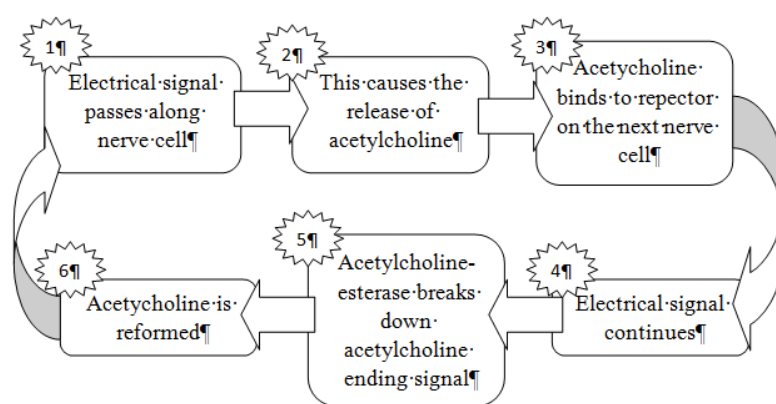 1¶
Electrical·signal·
passes·along·
nerve·cell¶
2¶
This·causes·the·
release·of·
acetylcholine¶
3¶
Acetycholine·
binds·to·repector·
on·the·next·nerve·
cell¶
4¶
Electrical·signal·
continues¶
5¶
Acetylcholine-
esterase·breaks·
down·
acetylcholine·
ending·signal¶
6¶
Acetycholine·is·
reformed¶